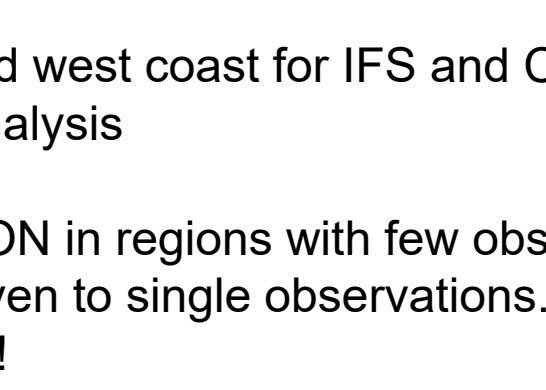 d west coast for IFS and
alysis
ON in regions with few obs
ven to single observations.
!